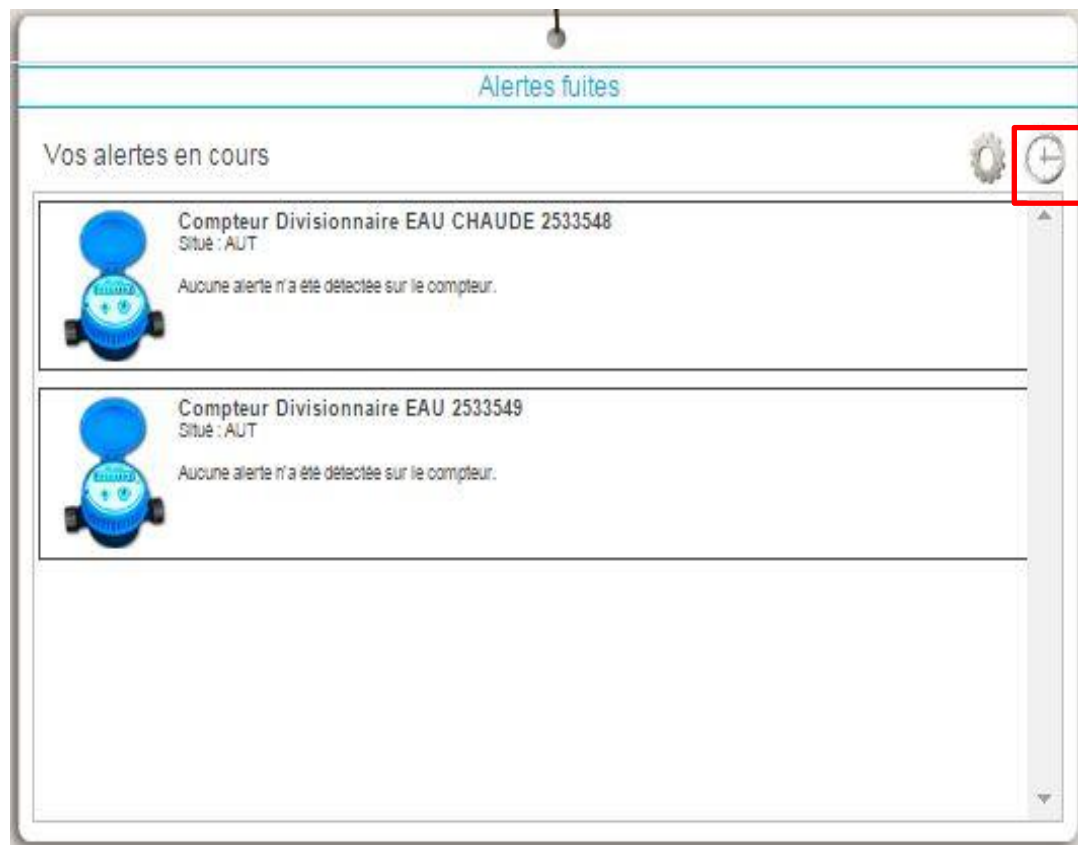 Alertes fuites
Vos alertes en cours
Compteur Divisionnaire EAU CHAUDE 2533548
Situé : AUT
Aucune alerte n'a été détectée sur le compteur.
Compteur Divisionnaire EAU 2533549
Situé : AUT
Aucune alerte n'a été détectée sur le compteur.